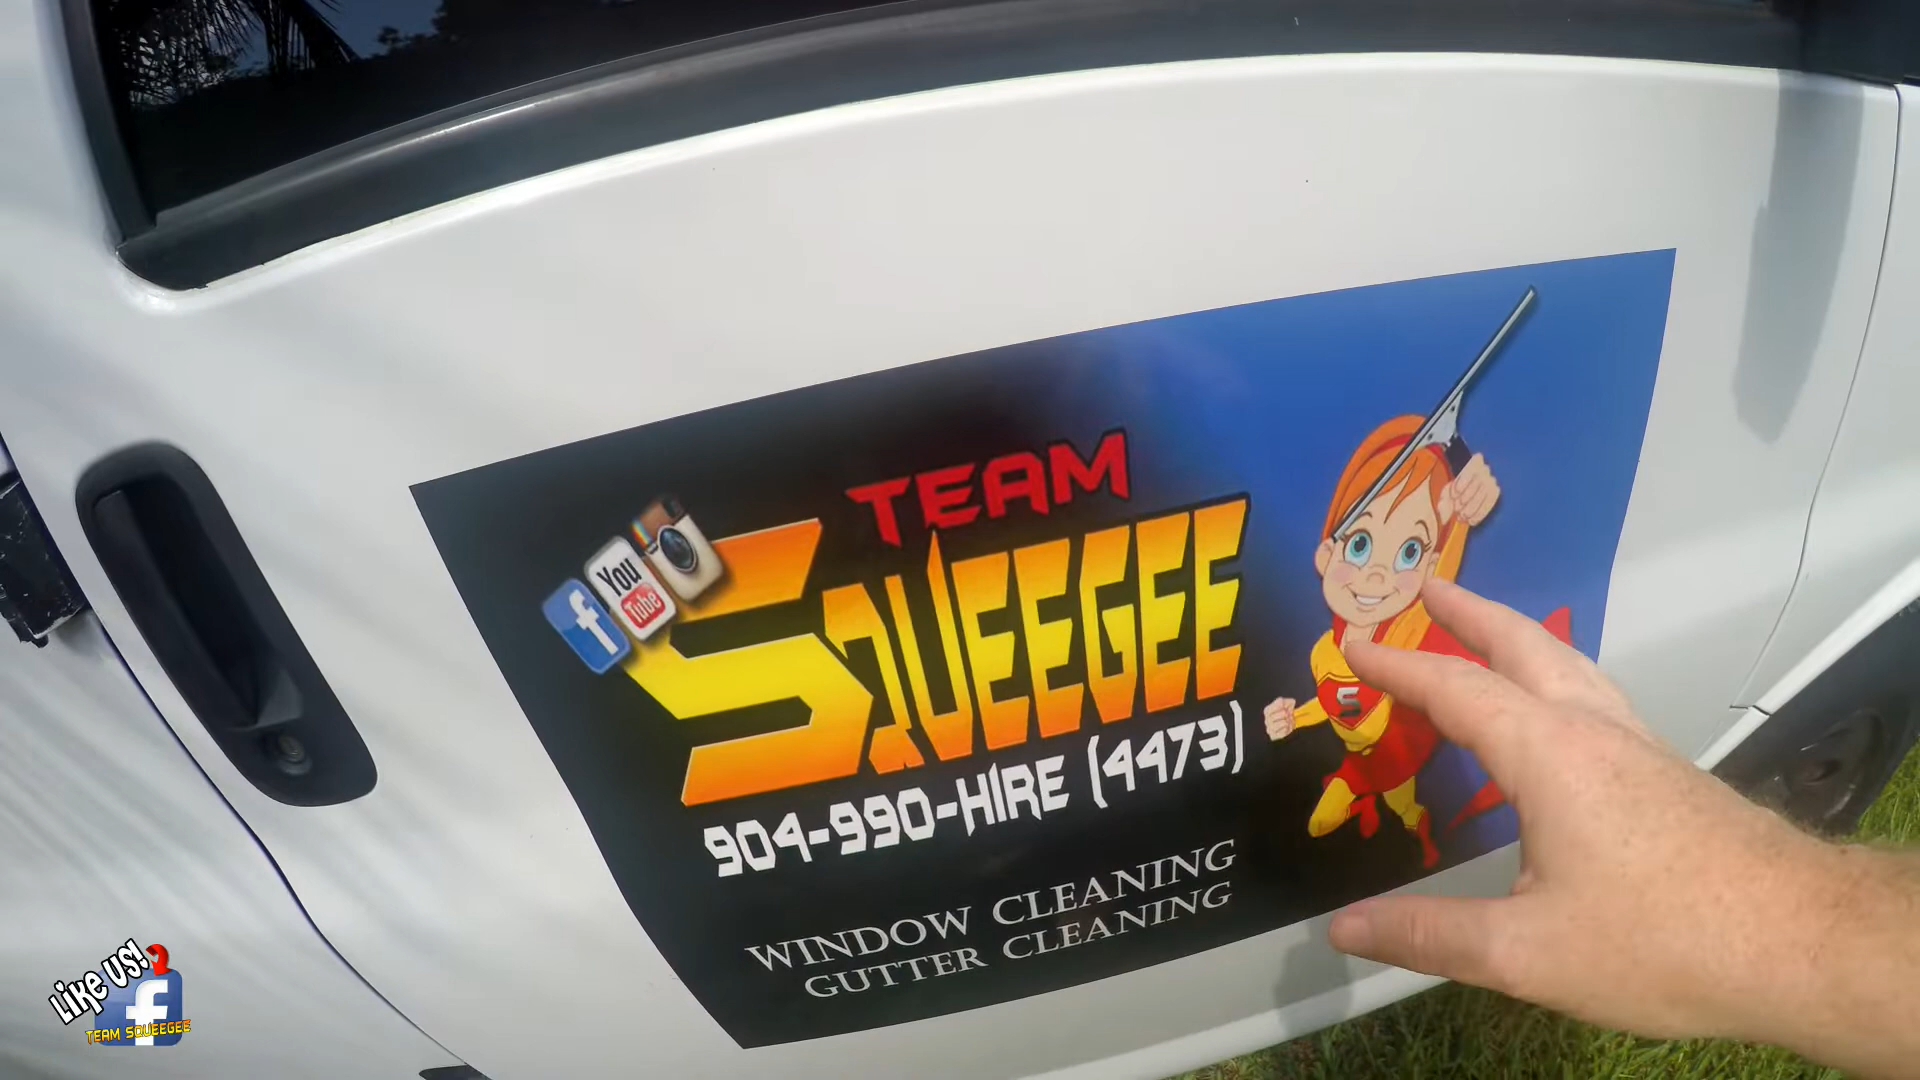 TEAM
SQUEEGEE
f
You
Tube
S
904-990-HIRE (4473)
WINDOW CLEANING
GUTTER CLEANING
Like US!
f
TEAM SQUEEGEE